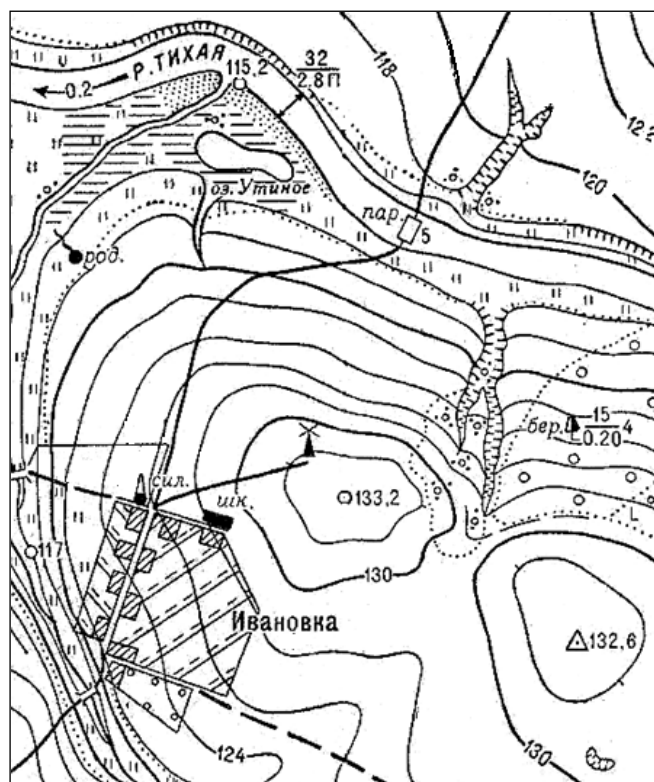 118
Р. ТИХАЯ
115,2
32
2.8 П
0.2
12 2
120
оз. Утиное
пар.
5
род.
бер.
15
0.20
4
сил.
133,2
шк.
117
130
Ивановка
132,6
124
130